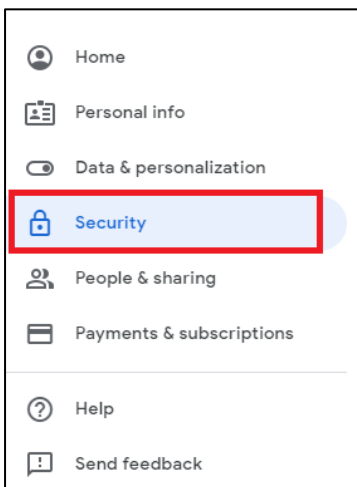 Home
Personal info
Data & personalization
Security
People & sharing
Payments & subscriptions
Help
Send feedback